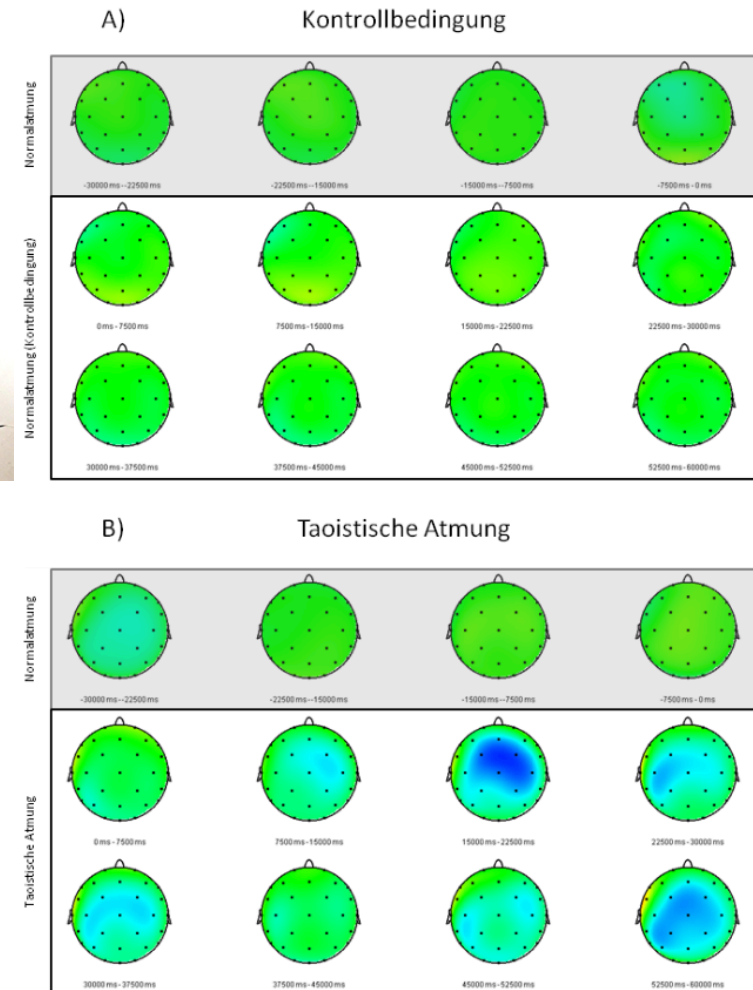 A) Kontrollbedingung
Normalatmung
-30000 ms--22500 ms
-22500 ms--15000 ms
-15000 ms--7500 ms
-7500 ms - 0 ms
Normalatmung (Kontrollbedingung)
0 ms - 7500 ms
7500 ms - 15000 ms
15000 ms - 22500 ms
22500 ms - 30000 ms
30000 ms - 37500 ms
37500 ms - 45000 ms
45000 ms - 52500 ms
52500 ms - 60000 ms
B) Taoistische Atmung
Normalatmung
-30000 ms--22500 ms
-22500 ms--15000 ms
-15000 ms--7500 ms
-7500 ms - 0 ms
Taoistische Atmung
0 ms - 7500 ms
7500 ms - 15000 ms
15000 ms - 22500 ms
22500 ms - 30000 ms
30000 ms - 37500 ms
37500 ms - 45000 ms
45000 ms - 52500 ms
52500 ms - 60000 ms